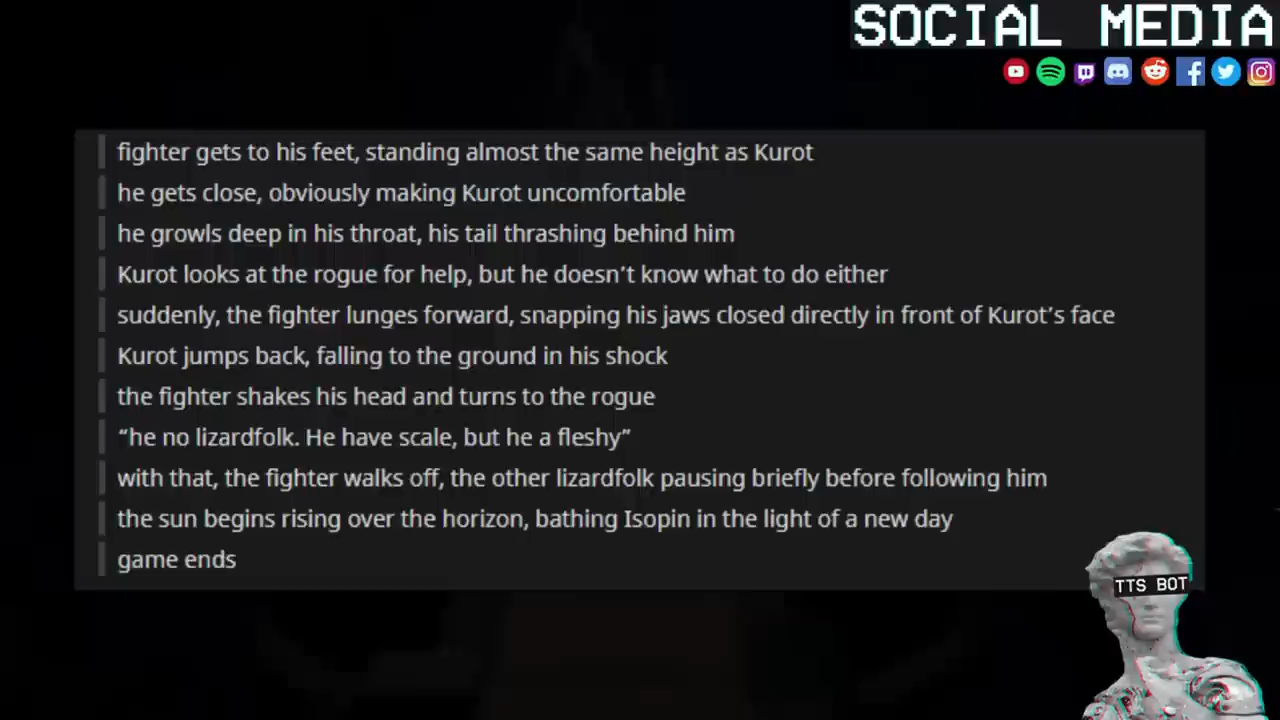 SOCIAL MEDIA
fighter gets to his feet, standing almost the same height as Kurot
he gets close, obviously making Kurot uncomfortable
he growls deep in his throat, his tail thrashing behind him
Kurot looks at the rogue for help, but he doesn’t know what to do either
suddenly, the fighter lunges forward, snapping his jaws closed directly in front of Kurot’s face
Kurot jumps back, falling to the ground in his shock
the fighter shakes his head and turns to the rogue
“he no lizardfolk. He have scale, but he a fleshy”
with that, the fighter walks off, the other lizardfolk pausing briefly before following him
the sun begins rising over the horizon, bathing Isopin in the light of a new day
game ends
TTS BOT